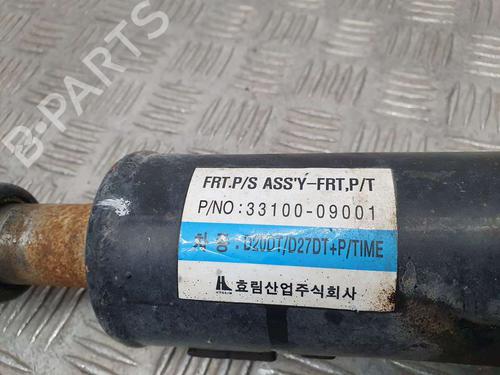 B-PARTS
FRT.P/S ASS'Y-FRT,P/T
P/NO : 33100-09001
차 종 : D20DT/D27DT+P/TIME
효림산업주식회사